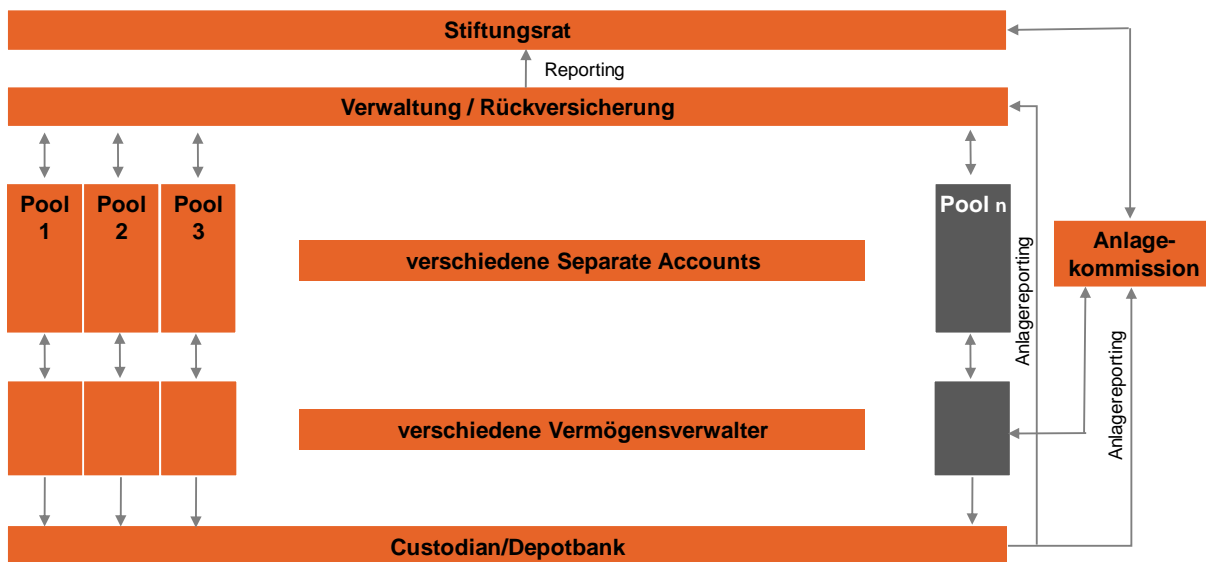 Stiftungsrat
Reporting
Verwaltung / Rückversicherung
Pool
1
Pool
2
Pool
3
Pool n
verschiedene Separate Accounts
Anlage-
kommission
Anlagereporting
Anlagereporting
verschiedene Vermögensverwalter
Custodian/Depotbank